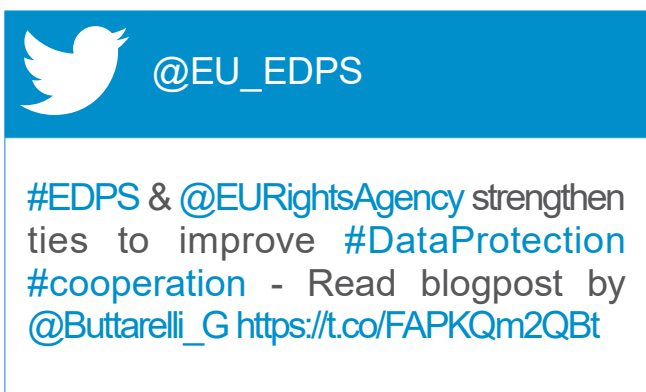 @EU_EDPS
#EDPS & @EURightsAgency strengthen
ties to improve #DataProtection
#cooperation - Read blogpost by
@Buttarelli_G https://t.co/FAPKQm2QBt